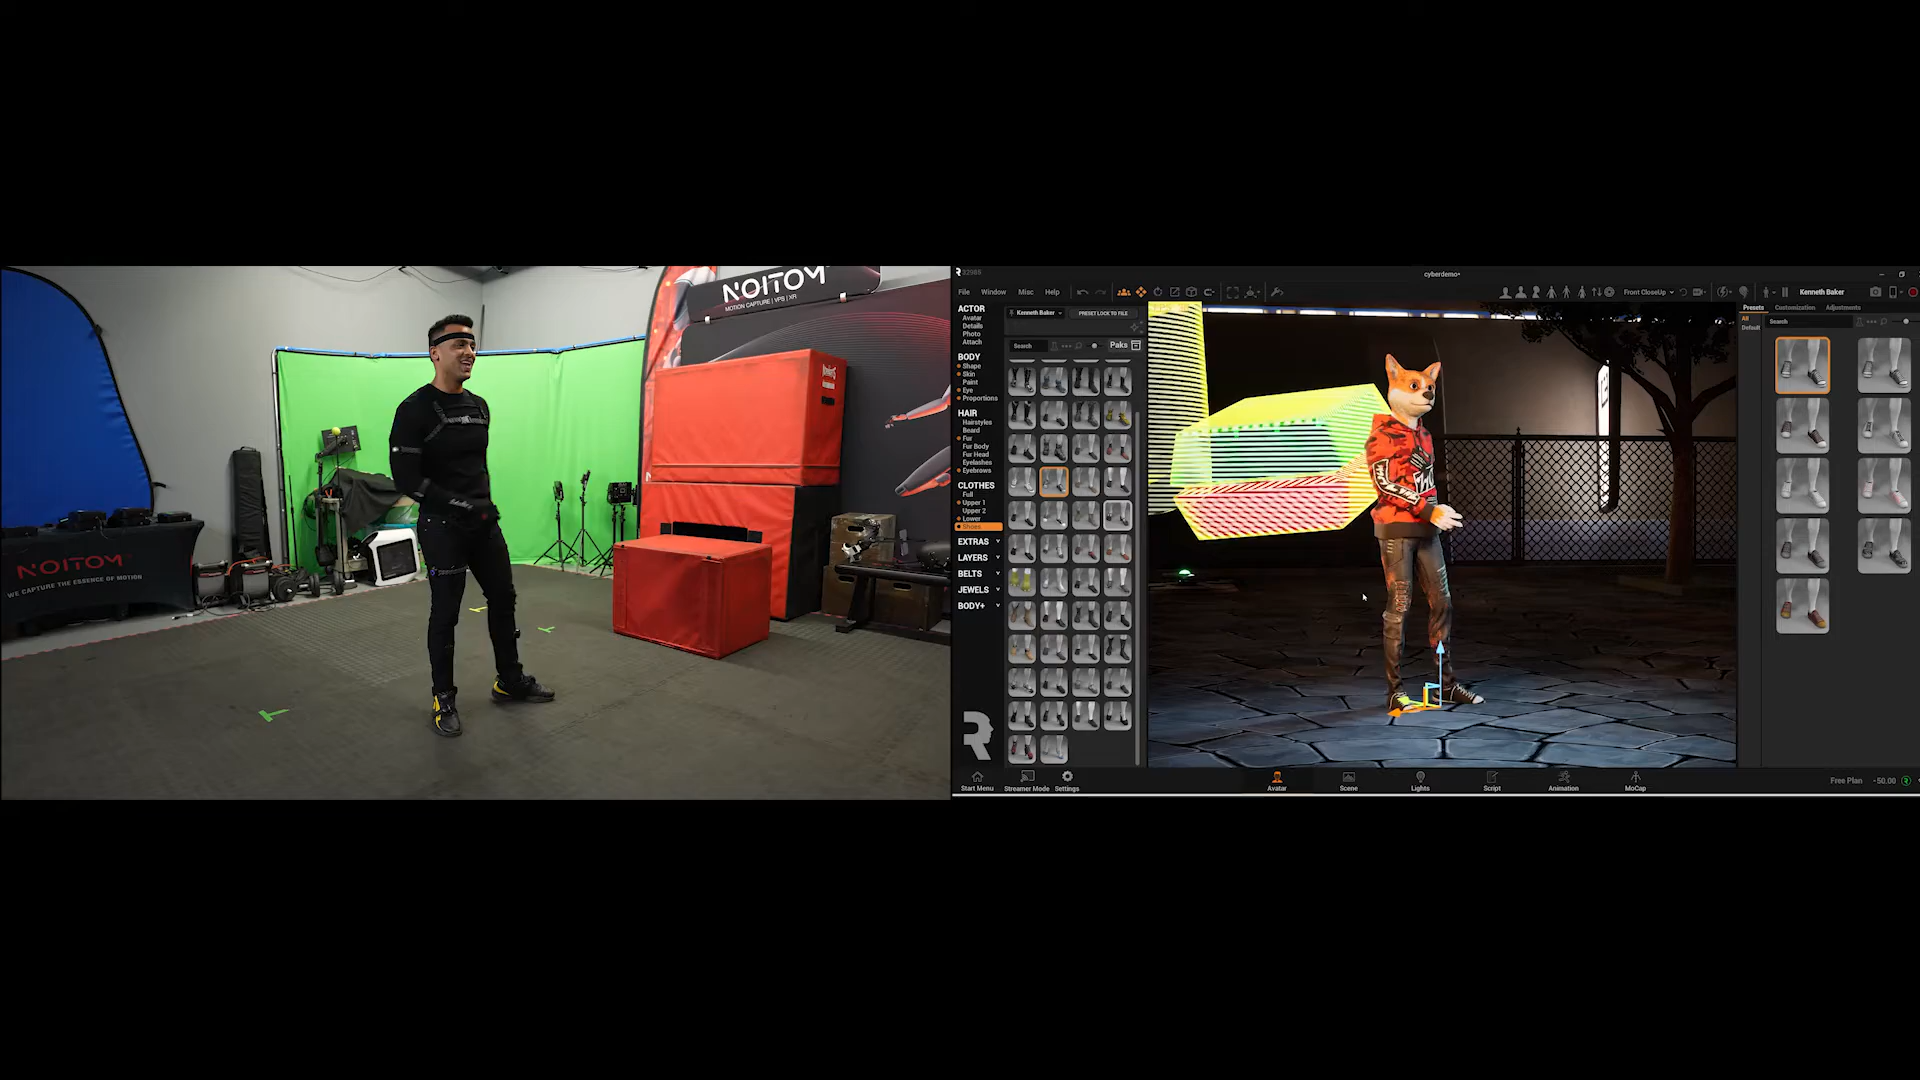 NOITOM
MOTION CAPTURE | VPS | XR
NOITOM
WE CAPTURE THE ESSENCE OF MOTION
cyberdemo*
File Window Misc Help
Front CloseUp
Kenneth Baker
ACTOR
Avatar
Details
Photo
Attach
BODY
Shape
Skin
Paint
Eye
Proportions
HAIR
Hairstyles
Beard
Fur
Fur Body
Fur Head
Eyelashes
Eyebrows
CLOTHES
Full
Upper 1
Upper 2
Lower
Shoes
EXTRAS
LAYERS
BELTS
JEWELS
BODY+
Kenneth Baker
PRESET LOCK TO FILE
Search
Paks
Presets Customization Adjustments
All
Default
Search
Start Menu Streamer Mode Settings
Avatar Scene Lights Script Animation MoCap
Free Plan